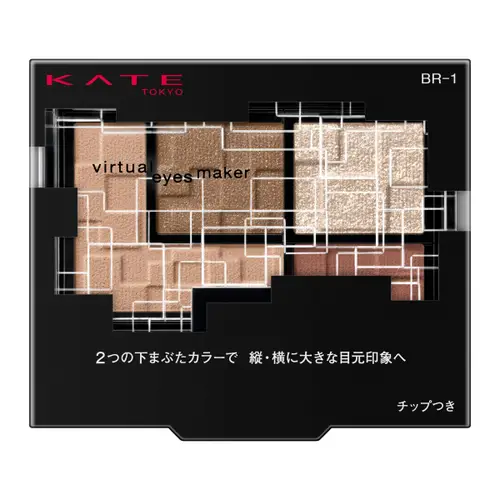 KATE
TOKYO
BR-1
virtual eyes maker
2つの下まぶたカラーで 縦・横に大きな目元印象へ
チップつき